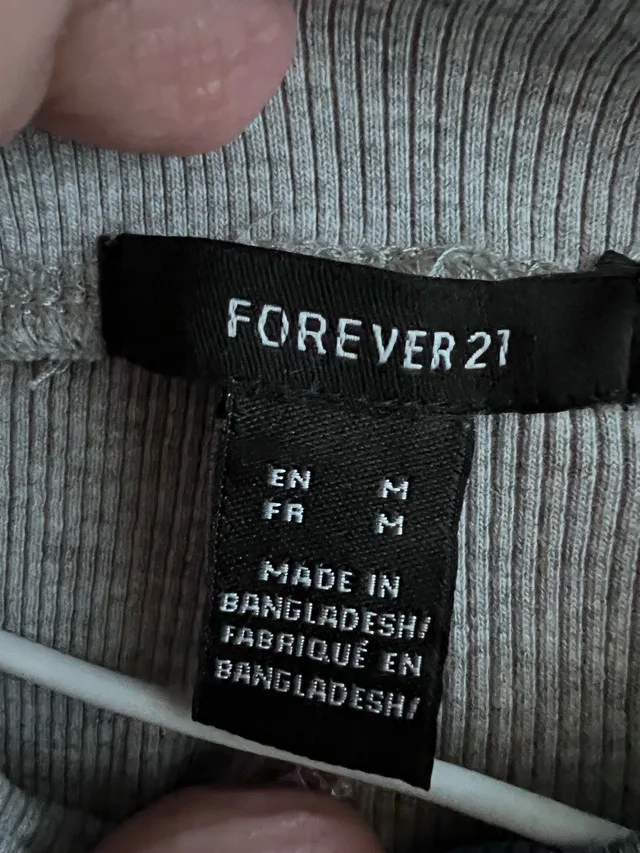 FOREVER 21
EN M
FR M
MADE IN
BANGLADESH/
FABRIQUÉ EN
BANGLADESH/